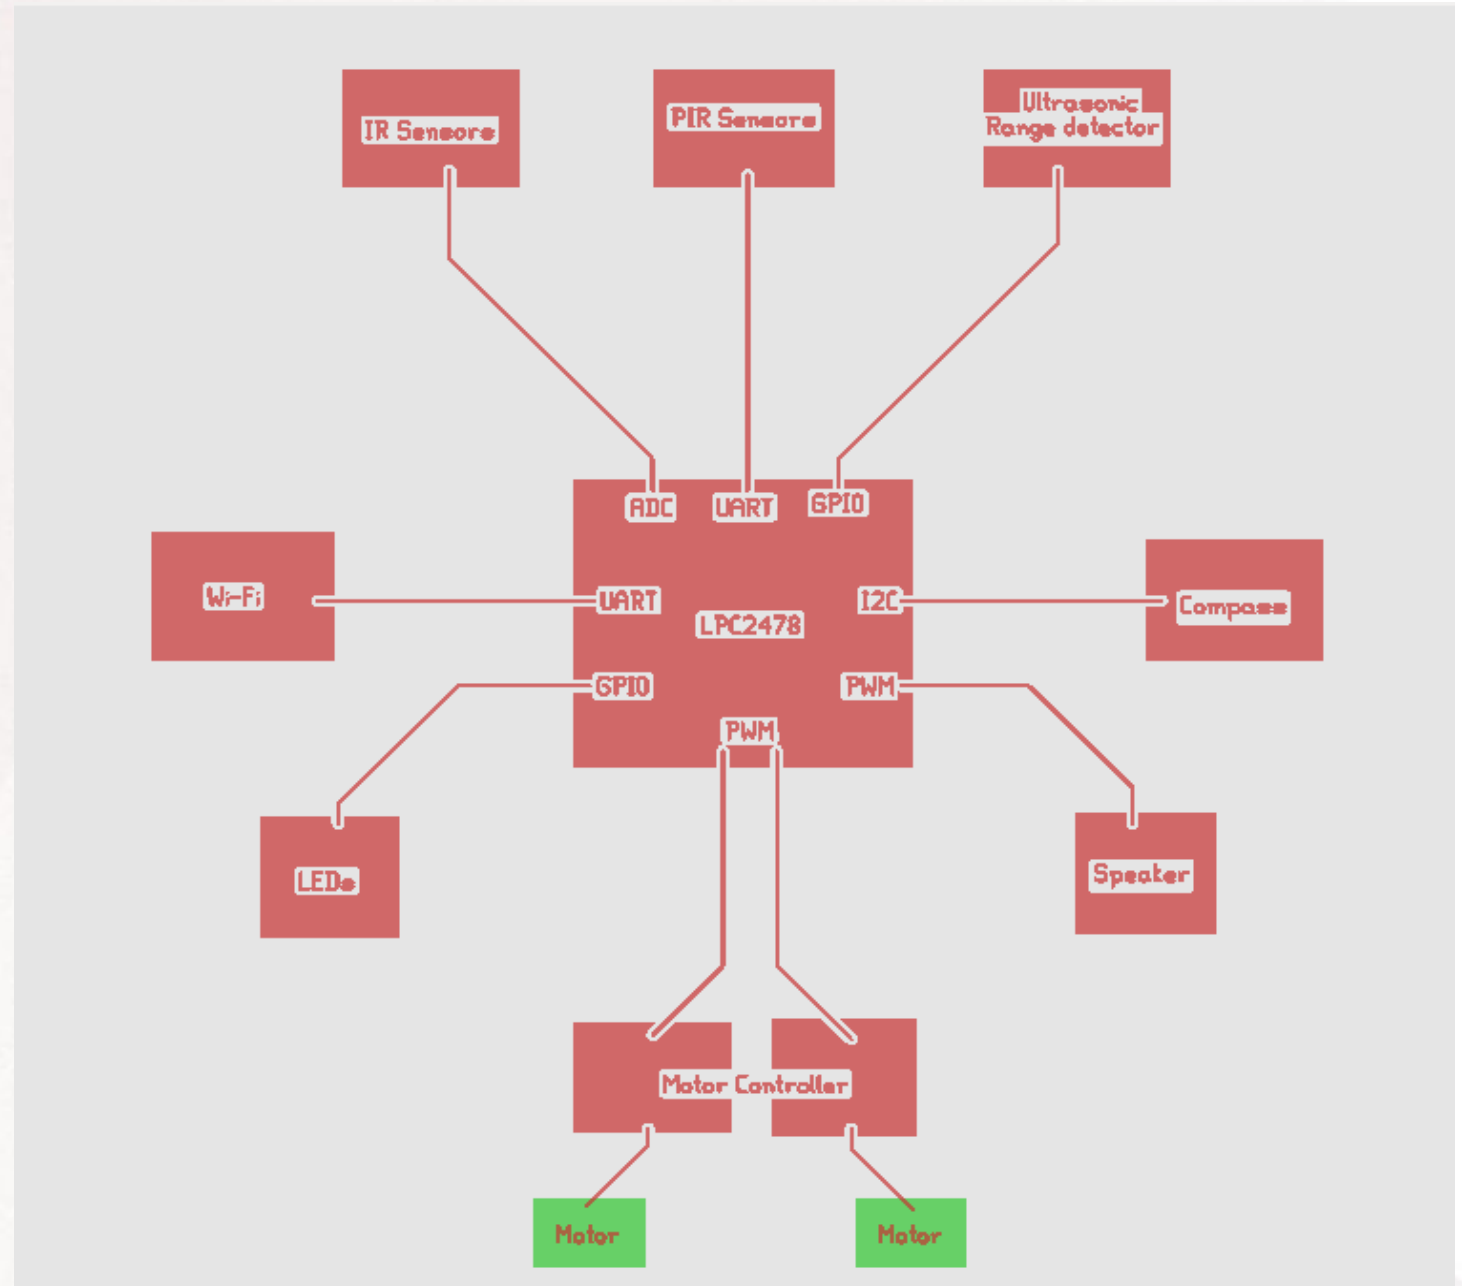 IR Sensors
PIR Sensors
Ultrasonic
Range detector
ADC
UART
GPIO
Wi-Fi
UART
I2C
Compass
LPC2478
GPIO
PWM
PWM
LEDs
Speaker
Motor Controller
Motor
Motor